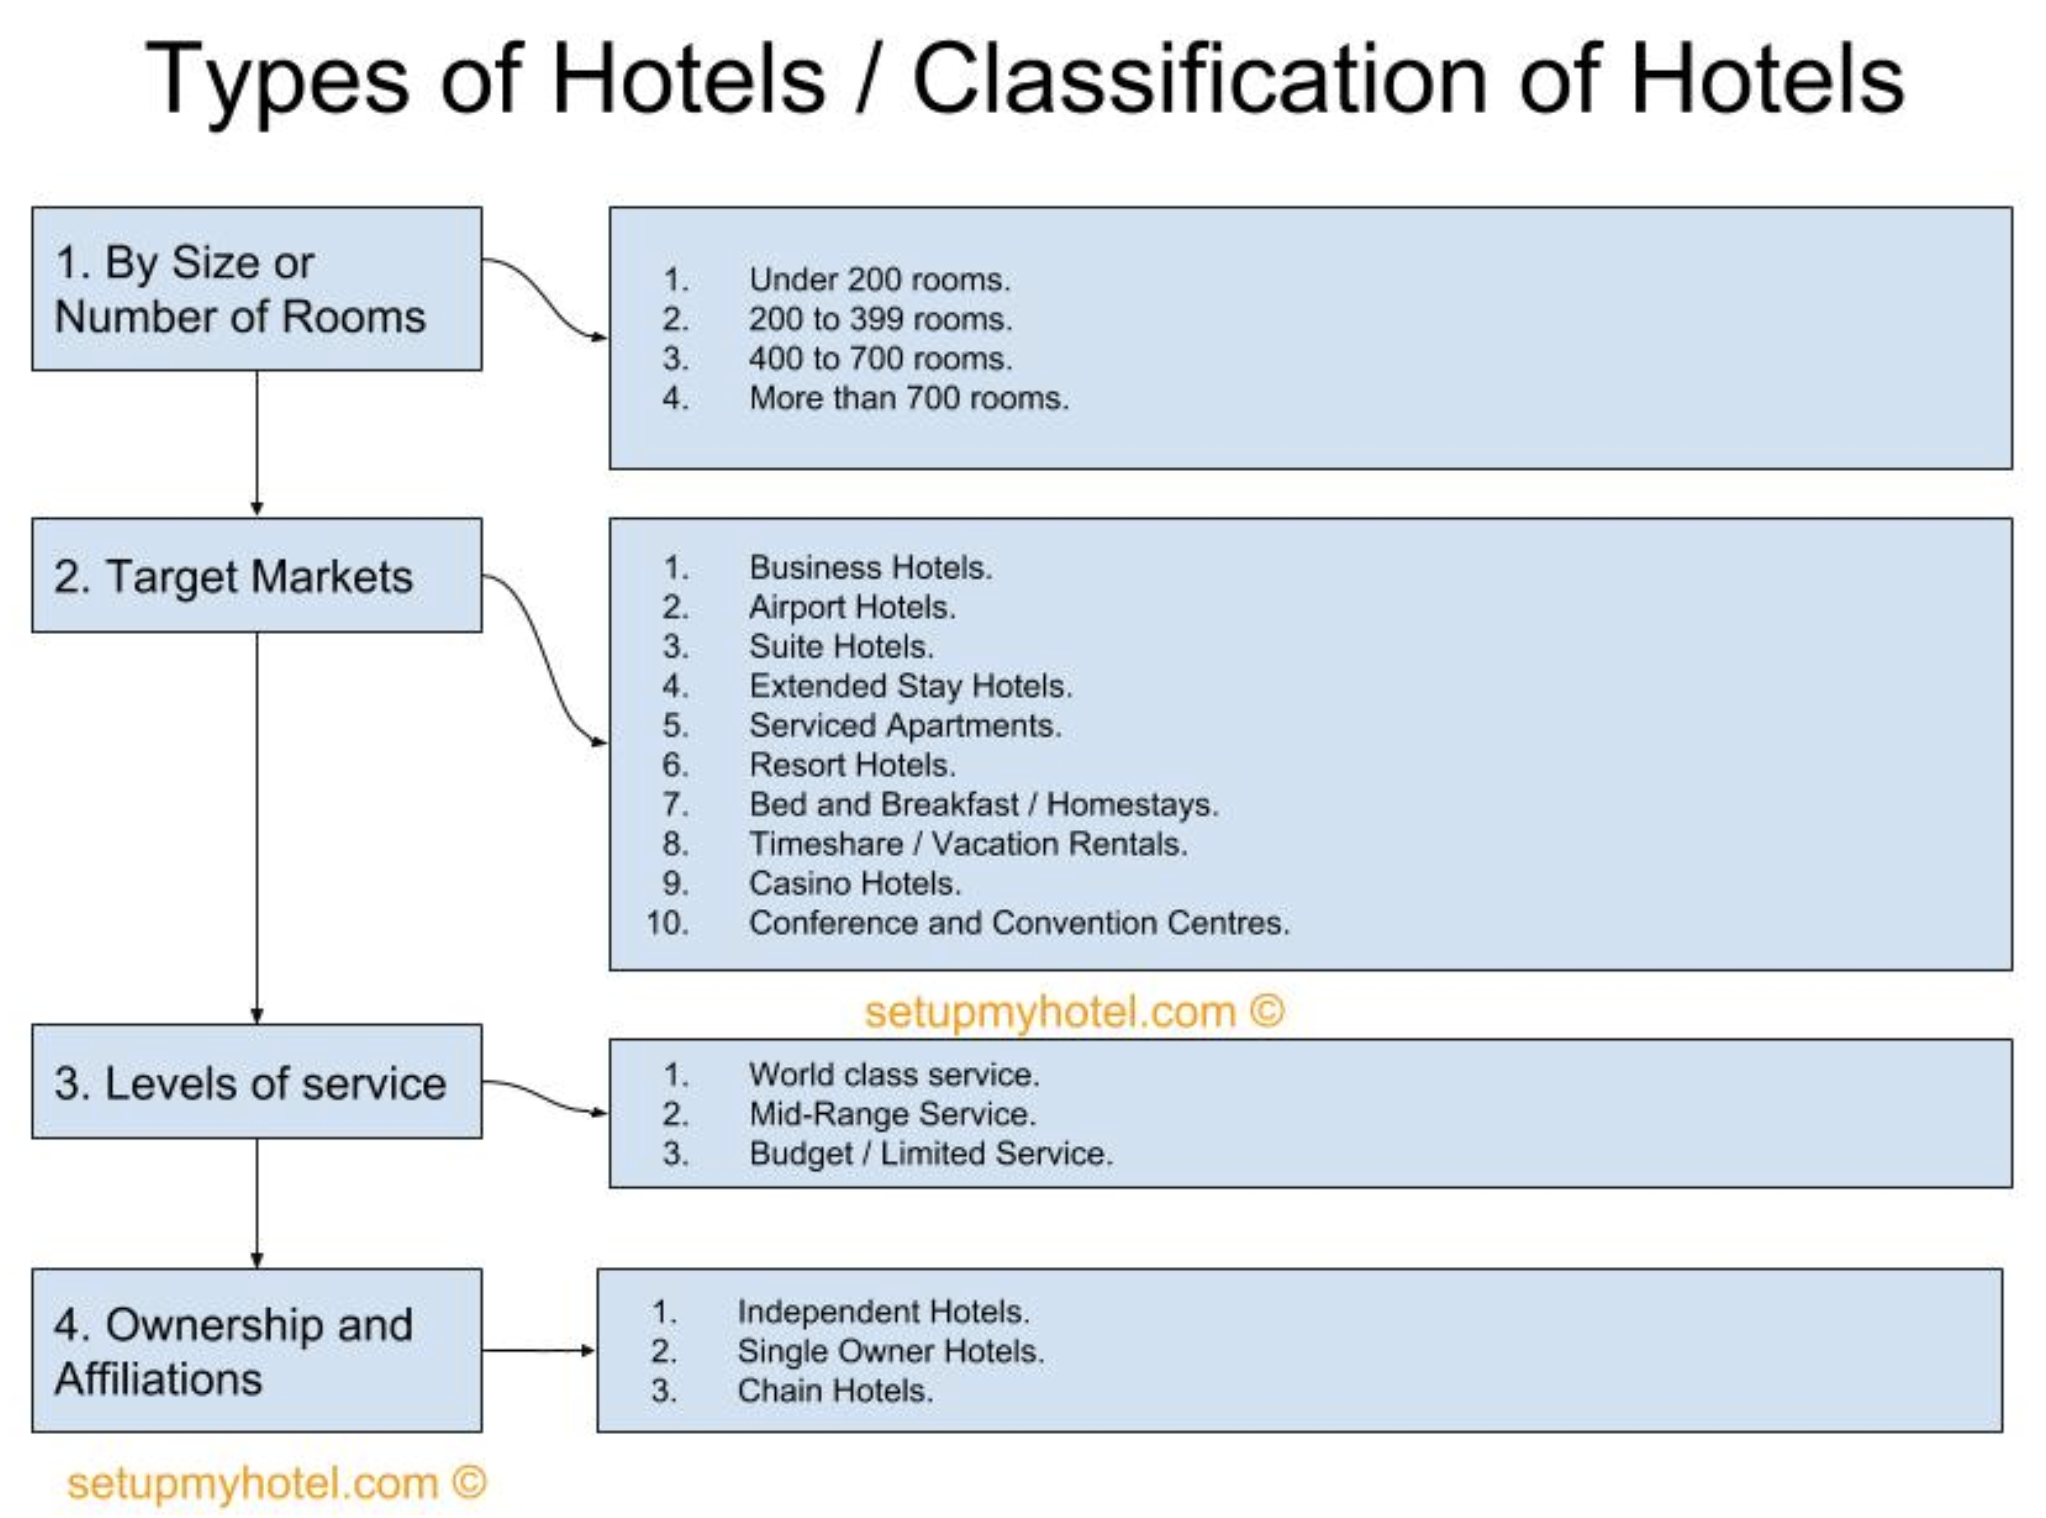 Types of Hotels / Classification of Hotels
1. By Size or
Number of Rooms
1. Under 200 rooms.
2. 200 to 399 rooms.
3. 400 to 700 rooms.
4. More than 700 rooms.
2. Target Markets
1. Business Hotels.
2. Airport Hotels.
3. Suite Hotels.
4. Extended Stay Hotels.
5. Serviced Apartments.
6. Resort Hotels.
7. Bed and Breakfast / Homestays.
8. Timeshare / Vacation Rentals.
9. Casino Hotels.
10. Conference and Convention Centres.
setupmyhotel.com ©
3. Levels of service
1. World class service.
2. Mid-Range Service.
3. Budget / Limited Service.
4. Ownership and
Affiliations
1. Independent Hotels.
2. Single Owner Hotels.
3. Chain Hotels.
setupmyhotel.com ©